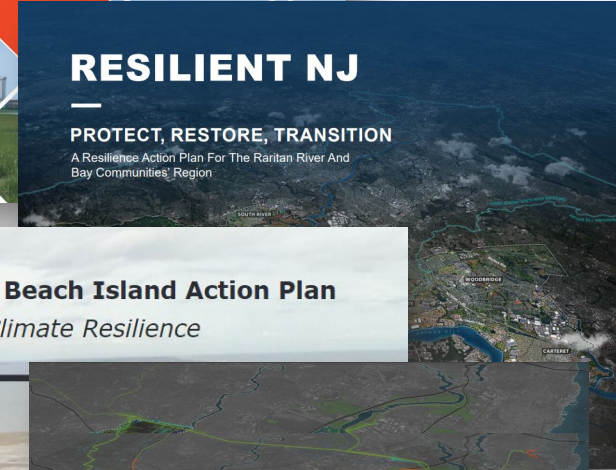 RESILIENT NJ
PROTECT, RESTORE, TRANSITION
A Resilience Action Plan For The Raritan River And
Bay Communities' Region
SOUTH RIVER
WOODBRIDGE
CARTERET
Beach Island Action Plan
Climate Resilience